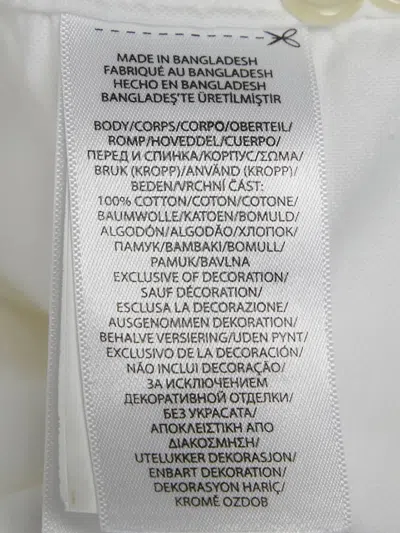 MADE IN BANGLADESH
FABRIQUÉ AU BANGLADESH
HECHO EN BANGLADESH
BANGLADEŞ'TE ÜRETİLMİŞTİR
BODY/CORPS/CORPO/OBERTEIL/
ROMP/HOVEDDEL/CUERPO/
ПЕРЕД И СПИНКА/КОРПУС/ΣΩΜΑ/
BRUK (KROPP)/ANVÄND (KROPP)/
BEDEN/VRCHNÍ ČÁST:
100% COTTON/COTON/COTONE/
BAUMWOLLE/KATOEN/BOMULD/
ALGODÓN/ALGODÃO/ХЛОПОК/
ПАМУК/ΒΑΜΒΑΚΙ/BOMULL/
PAMUK/BAVLNA
EXCLUSIVE OF DECORATION/
SAUF DÉCORATION/
ESCLUSA LA DECORAZIONE/
AUSGENOMMEN DEKORATION/
BEHALVE VERSIERING/UDEN PYNT/
EXCLUSIVO DE LA DECORACIÓN/
NÃO INCLUI DECORAÇÃO/
ЗА ИСКЛЮЧЕНИЕМ
ДЕКОРАТИВНОЙ ОТДЕЛКИ/
БЕЗ УКРАСАТА/
ΑΠΟΚΛΕΙΣΤΙΚΗ ΑΠΟ
ΔΙΑΚΟΣΜΗΣΗ/
UTELUKKER DEKORASJON/
ENBART DEKORATION/
DEKORASYON HARİÇ/
KROMĚ OZDOB